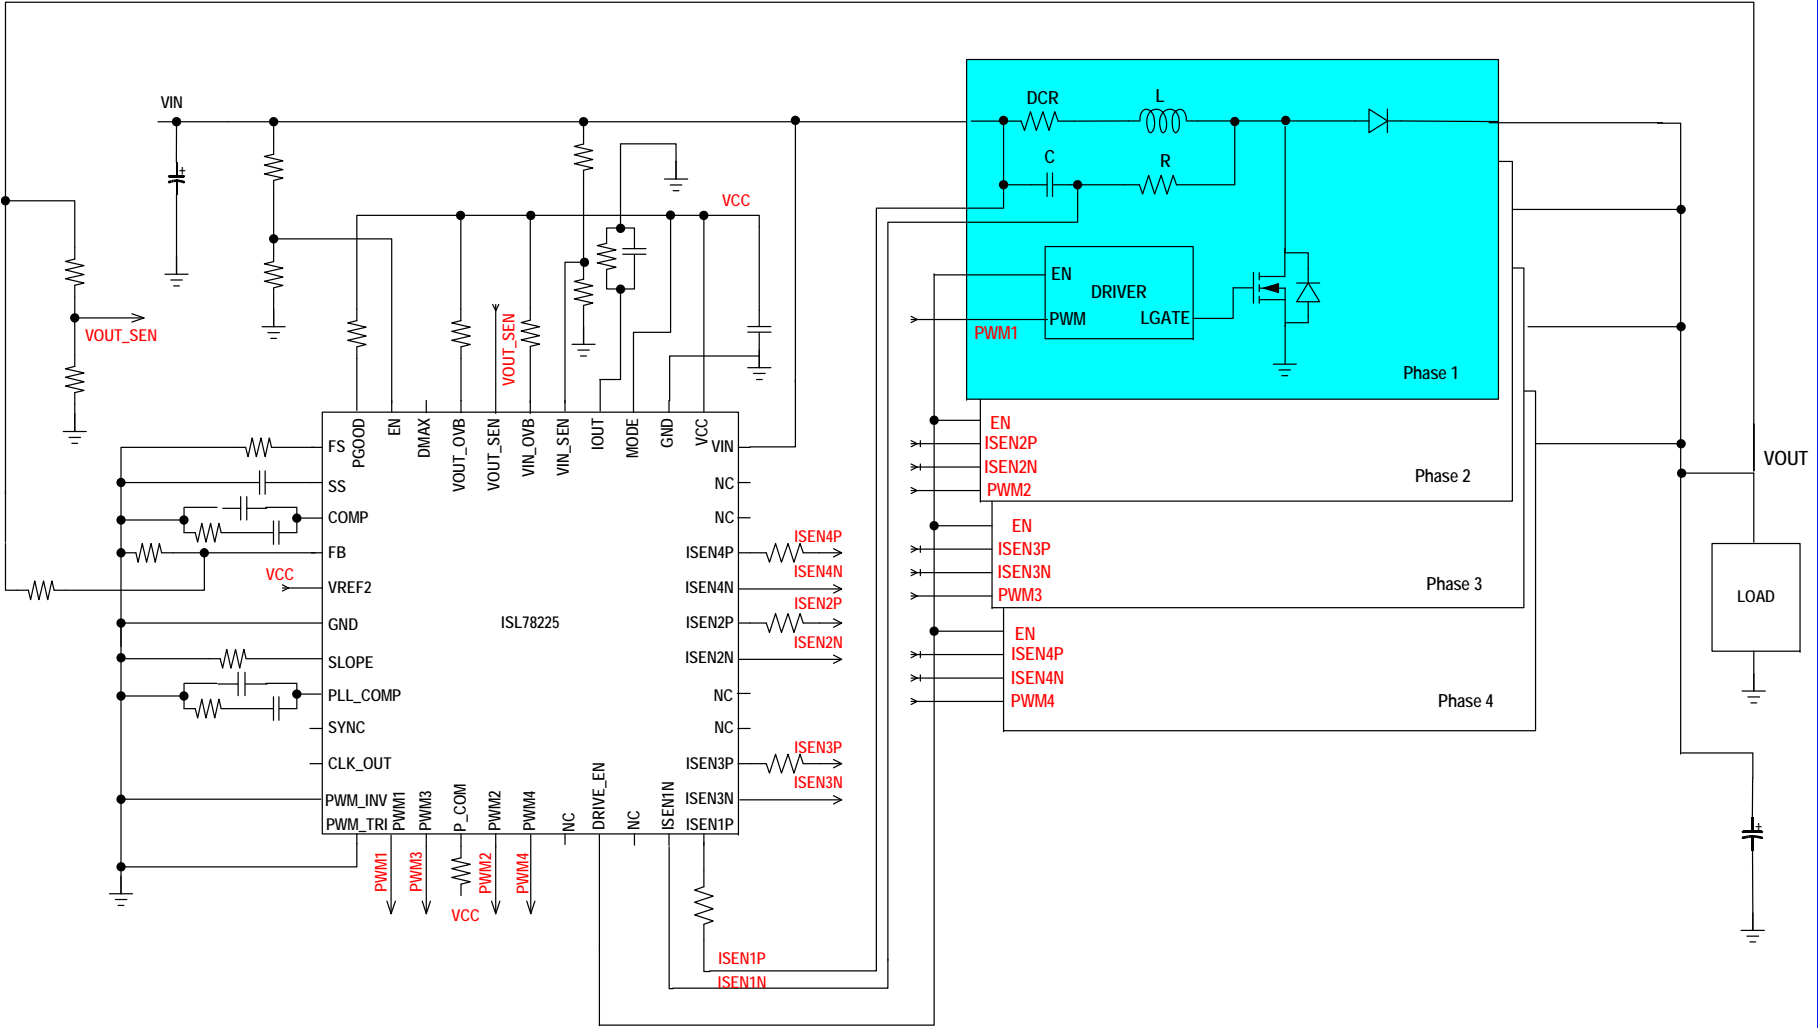 VIN
VCC
VOUT_SEN
VOUT_SEN
DCR
L
C
R
EN
DRIVER
PWM
LGATE
PWM1
Phase 1
PGOOD
EN
DMAX
VOUT_OVB
VOUT_SEN
VIN_OVB
VIN_SEN
IOUT
MODE
GND
VCC
FS
SS
COMP
FB
VCC
VREF2
GND
SLOPE
PLL_COMP
SYNC
CLK_OUT
PWM_INV
PWM_TRI
ISL78225
VIN
NC
NC
ISEN4P
ISEN4N
ISEN2P
ISEN2N
NC
NC
ISEN3P
ISEN3N
ISEN1P
PWM1
PWM3
P_COM
PWM2
PWM4
NC
DRIVE_EN
NC
ISEN1N
ISEN4P
ISEN4N
ISEN2P
ISEN2N
ISEN3P
ISEN3N
PWM1
PWM3
VCC
PWM2
PWM4
ISEN1P
ISEN1N
EN
ISEN2P
ISEN2N
PWM2
Phase 2
EN
ISEN3P
ISEN3N
PWM3
Phase 3
EN
ISEN4P
ISEN4N
PWM4
Phase 4
VOUT
LOAD
+
+